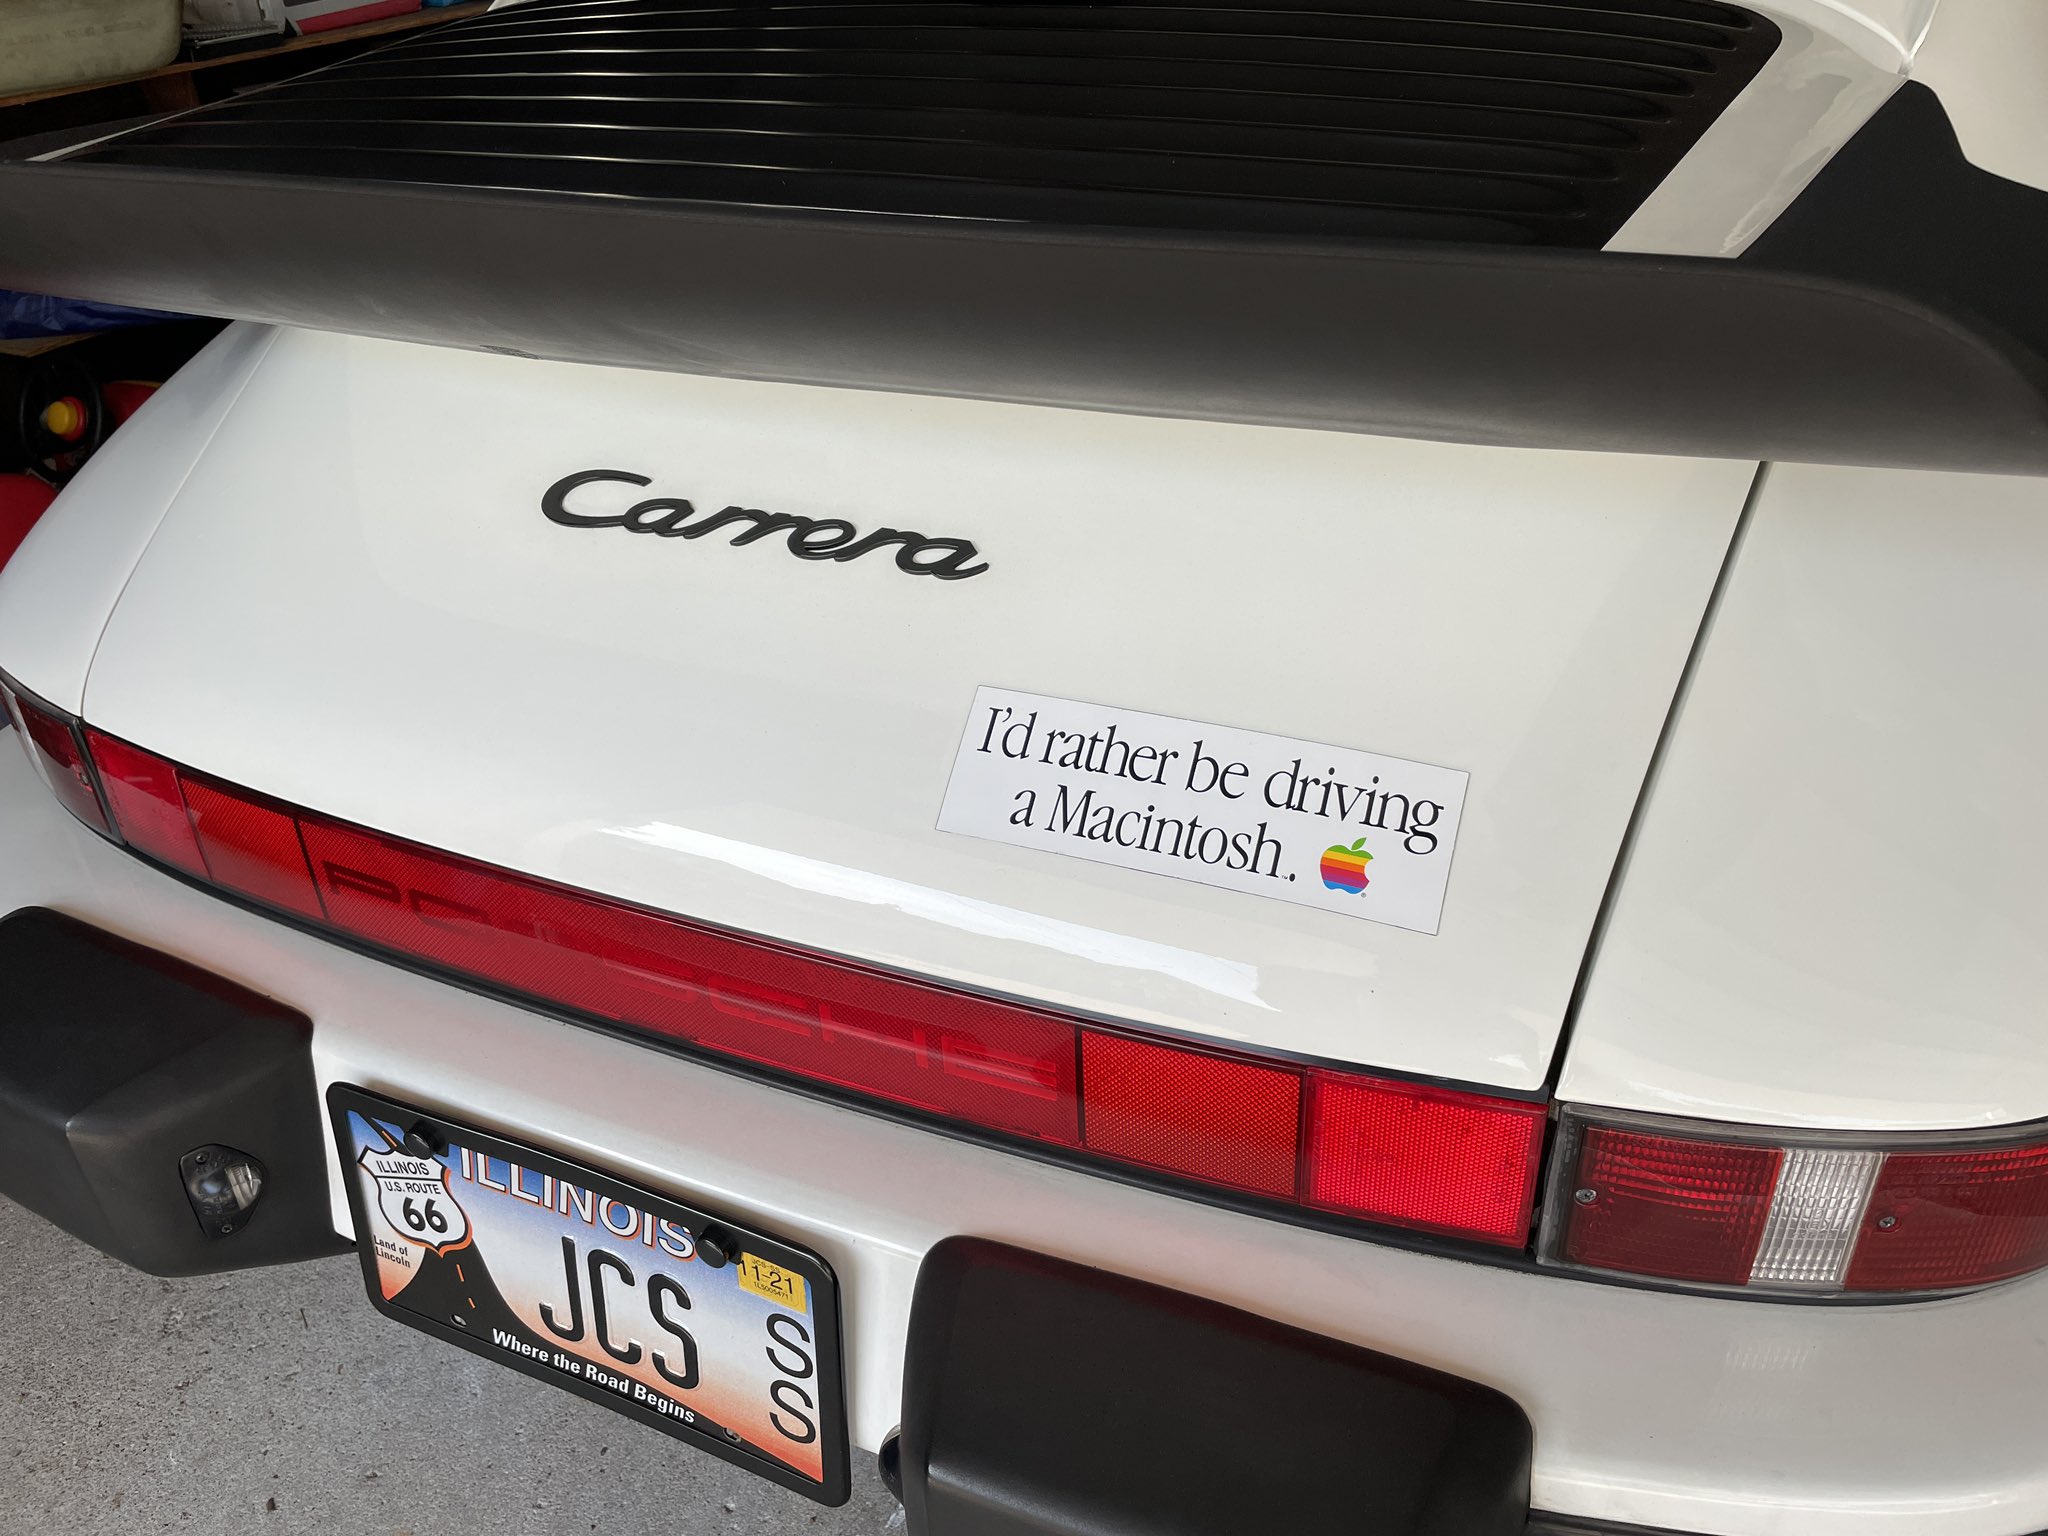 Carrera
I'd rather be driving
a Macintosh.
PORSCHE
ILLINOIS
ILLINOIS
U.S. ROUTE
66
Land of
Lincoln
11-21
JCS
S
S
Where the Road Begins